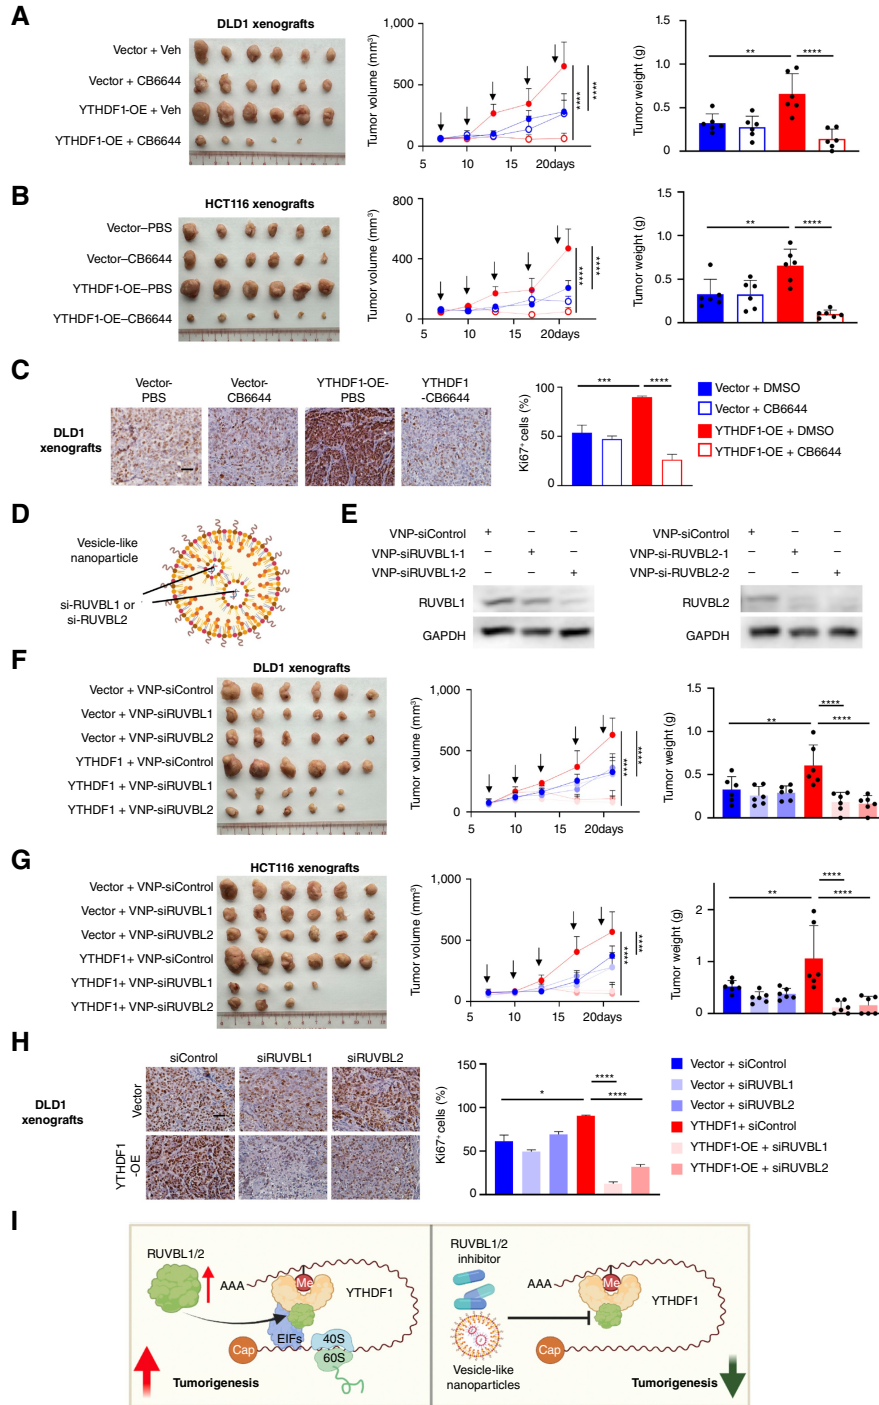 A
DLD1 xenografts
Vector + Veh
Vector + CB6644
YTHDF1-OE + Veh
YTHDF1-OE + CB6644
Tumor volume (mm³)
1,000
500
0
5 10 15 20days
****
****
Tumor weight (g)
1.5
1.0
0.5
0
**
****
B
HCT116 xenografts
Vector–PBS
Vector–CB6644
YTHDF1-OE–PBS
YTHDF1-OE–CB6644
Tumor volume (mm³)
800
400
0
5 10 15 20days
****
****
Tumor weight (g)
1.5
1.0
0.5
0
**
****
C
DLD1
xenografts
Vector-
PBS
Vector-
CB6644
YTHDF1-OE-
PBS
YTHDF1
-CB6644
Ki67⁺ cells (%)
100
50
0
***
****
Vector + DMSO
Vector + CB6644
YTHDF1-OE + DMSO
YTHDF1-OE + CB6644
D
Vesicle-like
nanoparticle
si-RUVBL1 or
si-RUVBL2
E
VNP-siControl + – –
VNP-siRUVBL1-1 – + –
VNP-siRUVBL1-2 – – +
RUVBL1
GAPDH
VNP-siControl + – –
VNP-si-RUVBL2-1 – + –
VNP-si-RUVBL2-2 – – +
RUVBL2
GAPDH
F
DLD1 xenografts
Vector + VNP-siControl
Vector + VNP-siRUVBL1
Vector + VNP-siRUVBL2
YTHDF1 + VNP-siControl
YTHDF1 + VNP-siRUVBL1
YTHDF1 + VNP-siRUVBL2
Tumor volume (mm³)
1,000
500
0
5 10 15 20days
****
****
Tumor weight (g)
1.5
1.0
0.5
0
**
****
****
G
HCT116 xenografts
Vector + VNP-siControl
Vector + VNP-siRUVBL1
Vector + VNP-siRUVBL2
YTHDF1+ VNP-siControl
YTHDF1+ VNP-siRUVBL1
YTHDF1+ VNP-siRUVBL2
Tumor volume (mm³)
1,000
500
0
5 10 15 20days
****
****
Tumor weight (g)
2
1
0
**
****
****
H
DLD1
xenografts
siControl siRUVBL1 siRUVBL2
Vector
YTHDF1
-OE
Ki67⁺ cells (%)
150
100
50
0
*
****
****
Vector + siControl
Vector + siRUVBL1
Vector + siRUVBL2
YTHDF1+ siControl
YTHDF1-OE + siRUVBL1
YTHDF1-OE + siRUVBL2
I
RUVBL1/2
AAA
Me
YTHDF1
EIFs
40S
60S
Cap
Tumorigenesis
RUVBL1/2
inhibitor
AAA
Me
YTHDF1
Cap
Vesicle-like
nanoparticles
Tumorigenesis